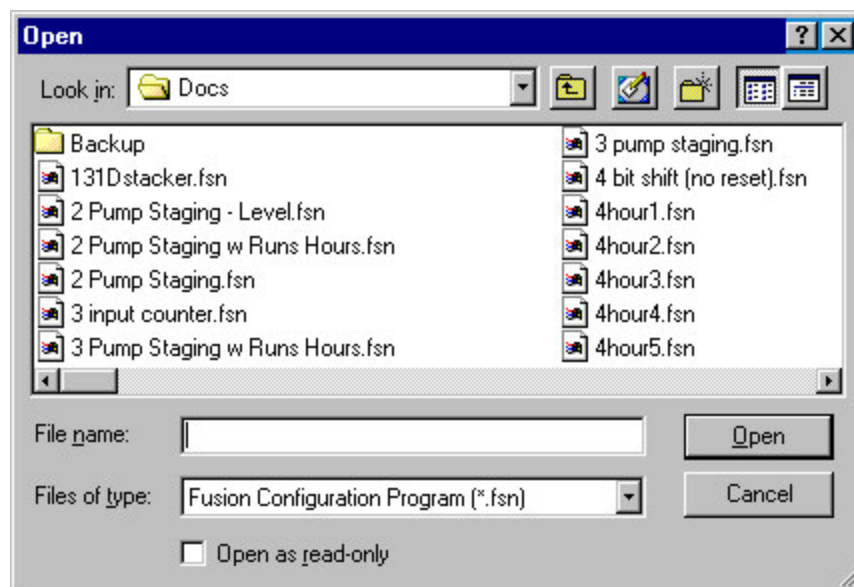 Open
Look in: Docs
Backup
131Dstacker.fsn
2 Pump Staging - Level.fsn
2 Pump Staging w Runs Hours.fsn
2 Pump Staging.fsn
3 input counter.fsn
3 Pump Staging w Runs Hours.fsn
3 pump staging.fsn
4 bit shift (no reset).fsn
4hour1.fsn
4hour2.fsn
4hour3.fsn
4hour4.fsn
4hour5.fsn
File name:
Open
Files of type: Fusion Configuration Program (*.fsn)
Cancel
Open as read-only